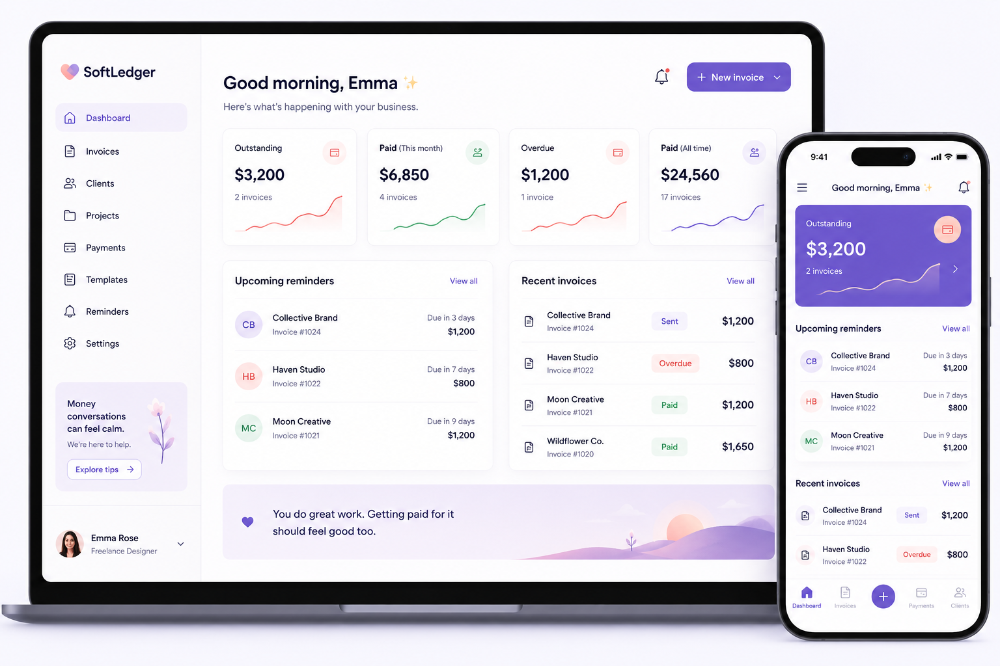 SoftLedger
Dashboard
Invoices
Clients
Projects
Payments
Templates
Reminders
Settings
Money
conversations
can feel calm.
We're here to help.
Explore tips
Emma Rose
Freelance Designer
Good morning, Emma
Here's what's happening with your business.
New invoice
Outstanding
$3,200
2 invoices
Paid (This month)
$6,850
4 invoices
Overdue
$1,200
1 invoice
Paid (All time)
$24,560
17 invoices
Upcoming reminders
View all
CB
Collective Brand
Due in 3 days
Invoice #1024
$1,200
HB
Haven Studio
Due in 7 days
Invoice #1022
$800
MC
Moon Creative
Due in 9 days
Invoice #1021
$1,200
Recent invoices
View all
Collective Brand
Invoice #1024
Sent
$1,200
Haven Studio
Invoice #1022
Overdue
$800
Moon Creative
Invoice #1021
Paid
$1,200
Wildflower Co.
Invoice #1020
Paid
$1,650
You do great work. Getting paid for it
should feel good too.
9:41
Good morning, Emma
Outstanding
$3,200
2 invoices
Upcoming reminders
View all
CB
Collective Brand
Due in 3 days
Invoice #1024
$1,200
HB
Haven Studio
Due in 7 days
Invoice #1022
$800
MC
Moon Creative
Due in 9 days
Invoice #1021
$1,200
Recent invoices
View all
Collective Brand
Invoice #1024
Sent
$1,200
Haven Studio
Invoice #1022
Overdue
$800
Dashboard
Invoices
Payments
Clients